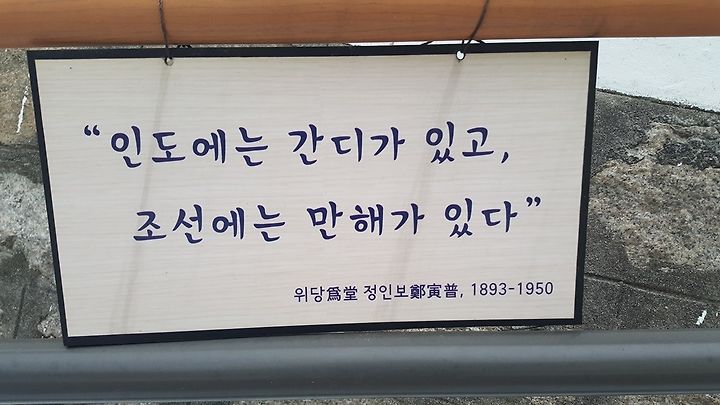 “인도에는 간디가 있고,
조선에는 만해가 있다”
위당爲堂 정인보鄭寅普, 1893-1950